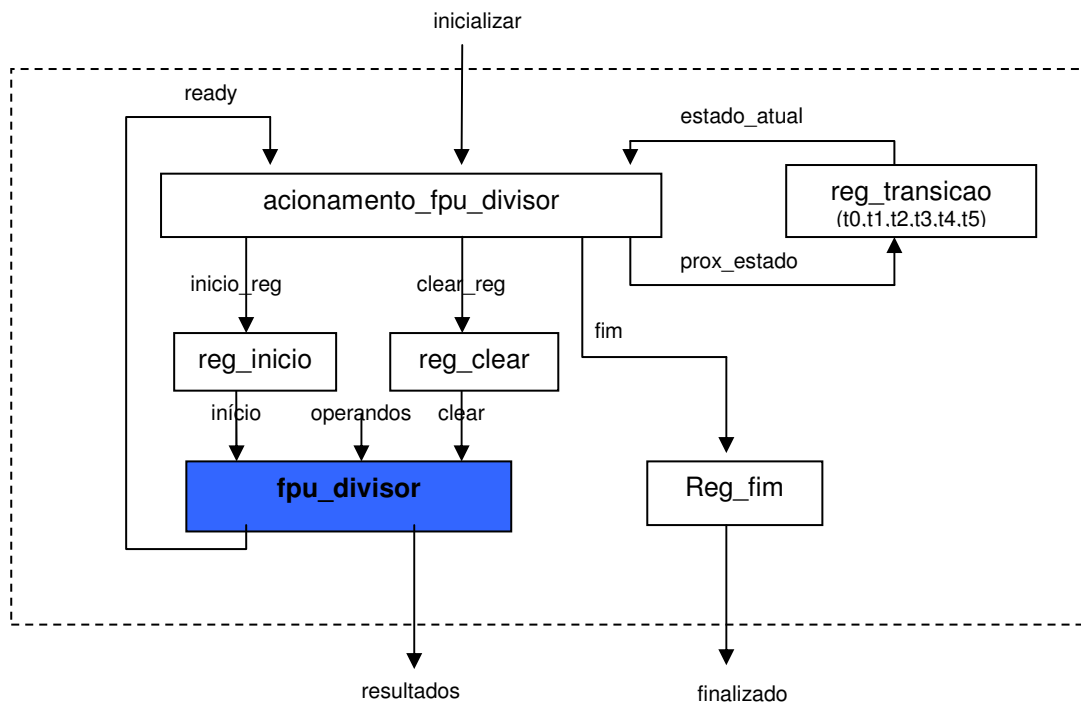 inicializar
ready
estado_atual
acionamento_fpu_divisor
reg_transicao
(t0,t1,t2,t3,t4,t5)
prox_estado
inicio_reg
clear_reg
fim
reg_inicio
reg_clear
início
operandos
clear
fpu_divisor
Reg_fim
resultados
finalizado